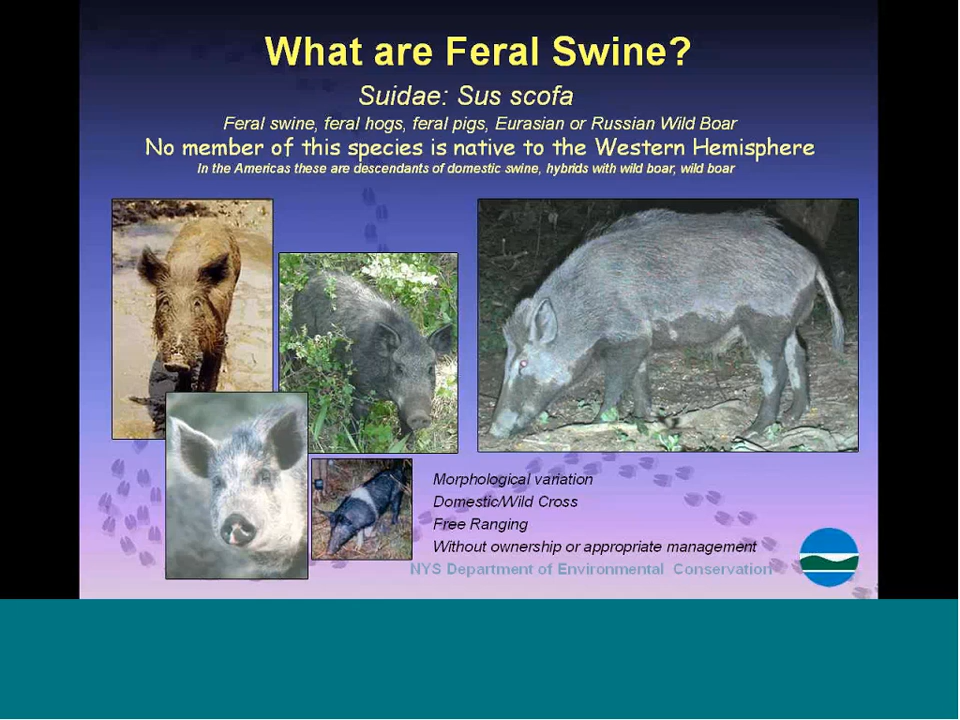 What are Feral Swine?
Suidae: Sus scofa
Feral swine, feral hogs, feral pigs, Eurasian or Russian Wild Boar
No member of this species is native to the Western Hemisphere
In the Americas these are descendants of domestic swine, hybrids with wild boar, wild boar
Morphological variation
Domestic/Wild Cross
Free Ranging
Without ownership or appropriate management
NYS Department of Environmental Conservation